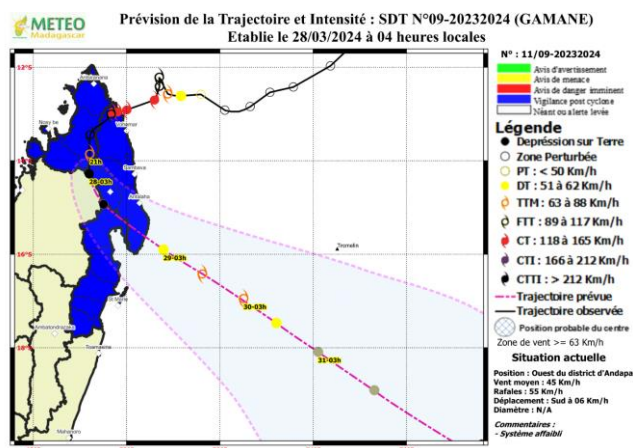 METEO
Madagascar
Prévision de la Trajectoire et Intensité : SDT N°09-20232024 (GAMANE)
Etablie le 28/03/2024 à 04 heures locales
N° : 11/09-20232024
Avis d'avertissement
Avis de menace
Avis de danger imminent
Vigilance post cyclone
Néant ou alerte levée
Légende
Depréssion sur Terre
Zone Perturbée
PT : < 50 Km/h
DT : 51 à 62 Km/h
TTM : 63 à 88 Km/h
FTT : 89 à 117 Km/h
CT : 118 à 165 Km/h
CTI : 166 à 212 Km/h
CTTI : > 212 Km/h
Trajectoire prévue
Trajectoire observée
Position probable du centre
Zone de vent >= 63 Km/h
Situation actuelle
Position : Ouest du district d'Andapa
Vent moyen : 45 Km/h
Rafales : 55 Km/h
Déplacement : Sud à 06 Km/h
Diamètre : N/A
Commentaires :
- Système affaibli
12°S
Nosy be
21h
28-03h
16°S
29-03h
Tromelin
30-03h
18°S
31-03h